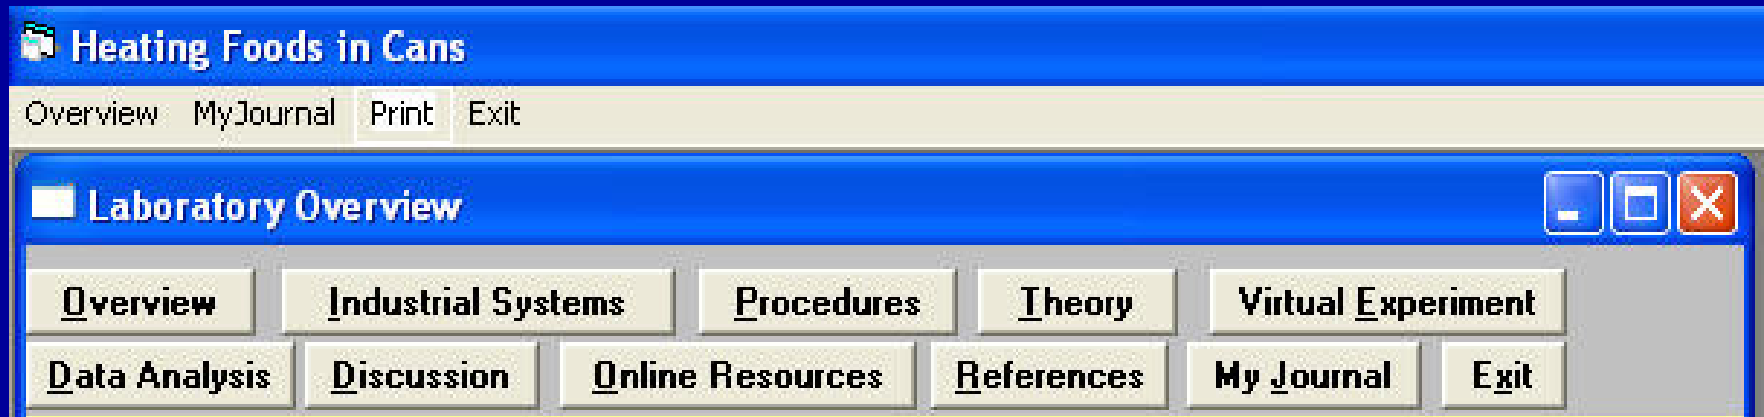 Heating Foods in Cans
Overview MyJournal Print Exit
Laboratory Overview
Overview Industrial Systems Procedures Theory Virtual Experiment
Data Analysis Discussion Online Resources References My Journal Exit